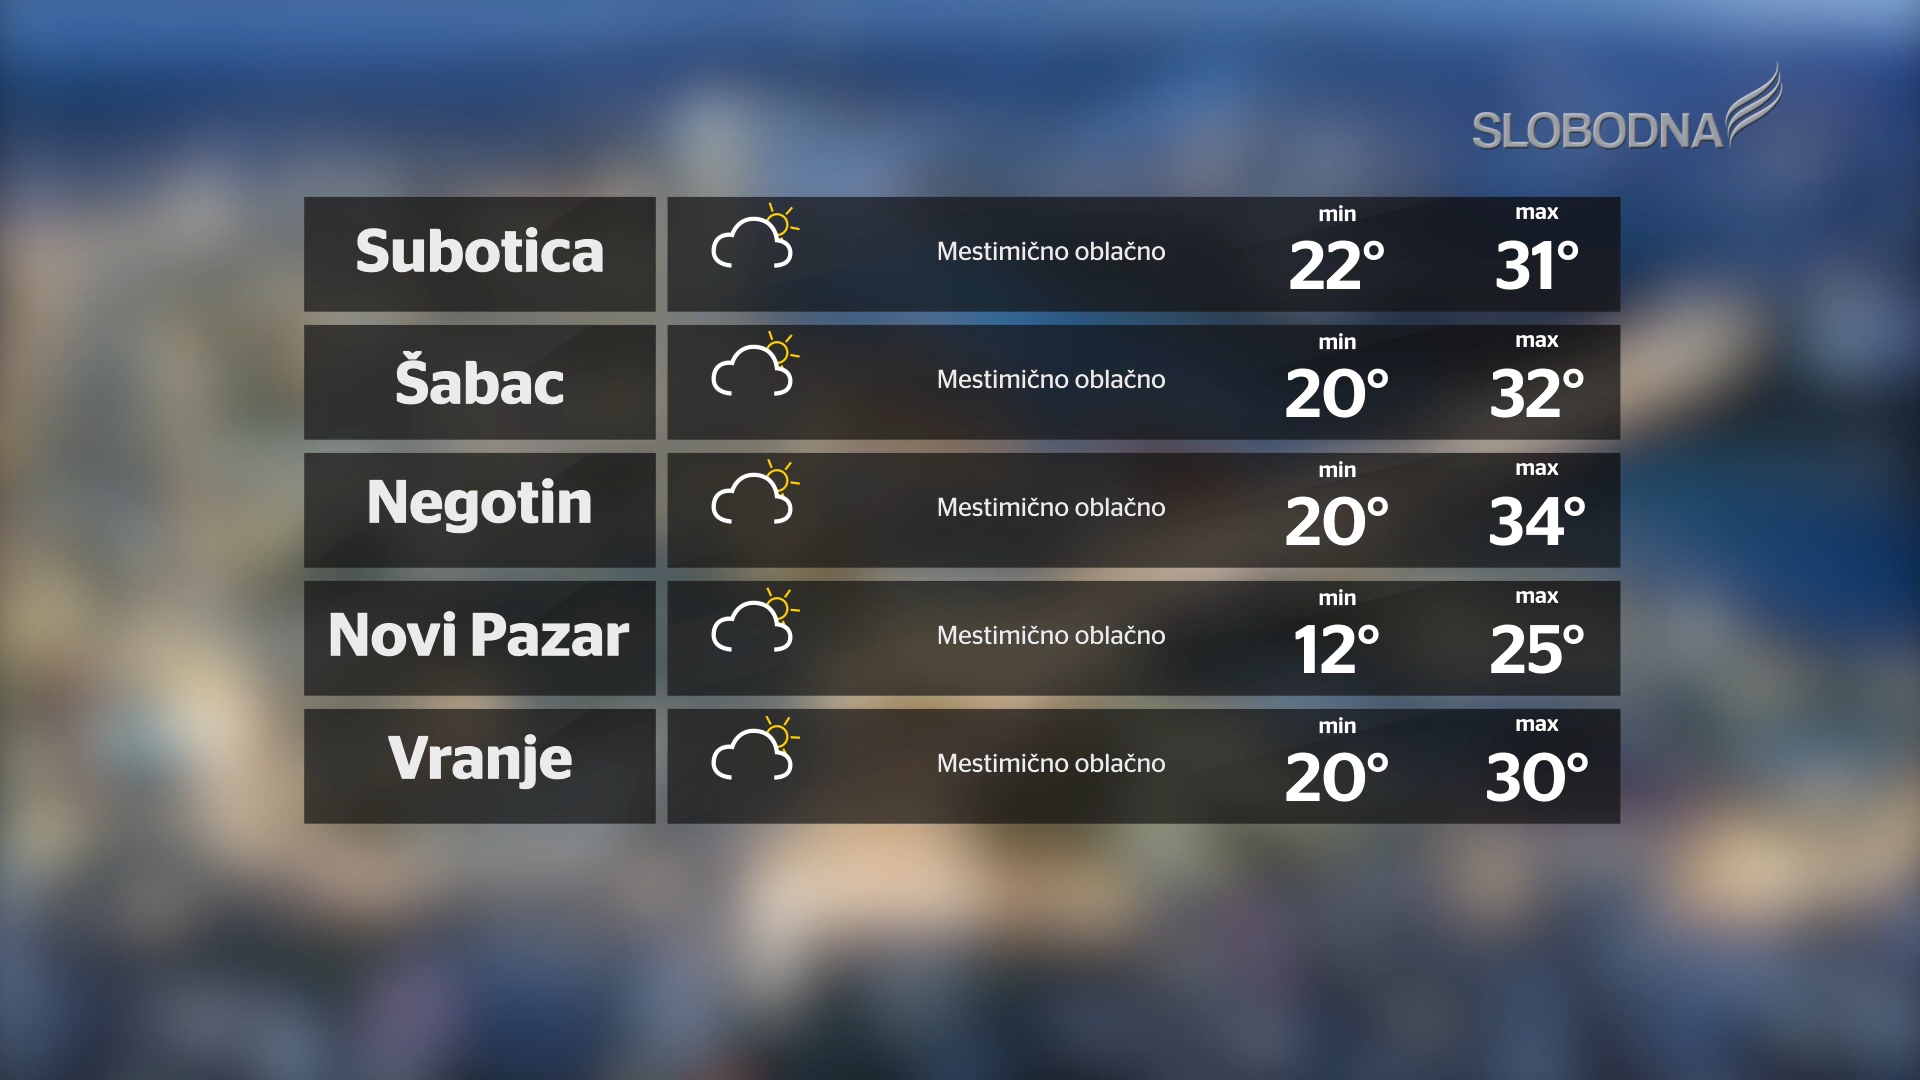 SLOBODNA
Subotica
Mestimično oblačno
min
22°
max
31°
Šabac
Mestimično oblačno
min
20°
max
32°
Negotin
Mestimično oblačno
min
20°
max
34°
Novi Pazar
Mestimično oblačno
min
12°
max
25°
Vranje
Mestimično oblačno
min
20°
max
30°